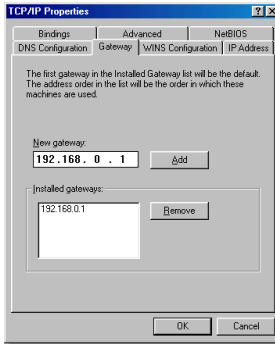 TCP/IP Properties
Bindings Advanced NetBIOS
DNS Configuration Gateway WINS Configuration IP Address
The first gateway in the Installed Gateway list will be the default.
The address order in the list will be the order in which these
machines are used.
New gateway:
192.168. 0 . 1 Add
Installed gateways:
192.168.0.1 Remove
OK Cancel